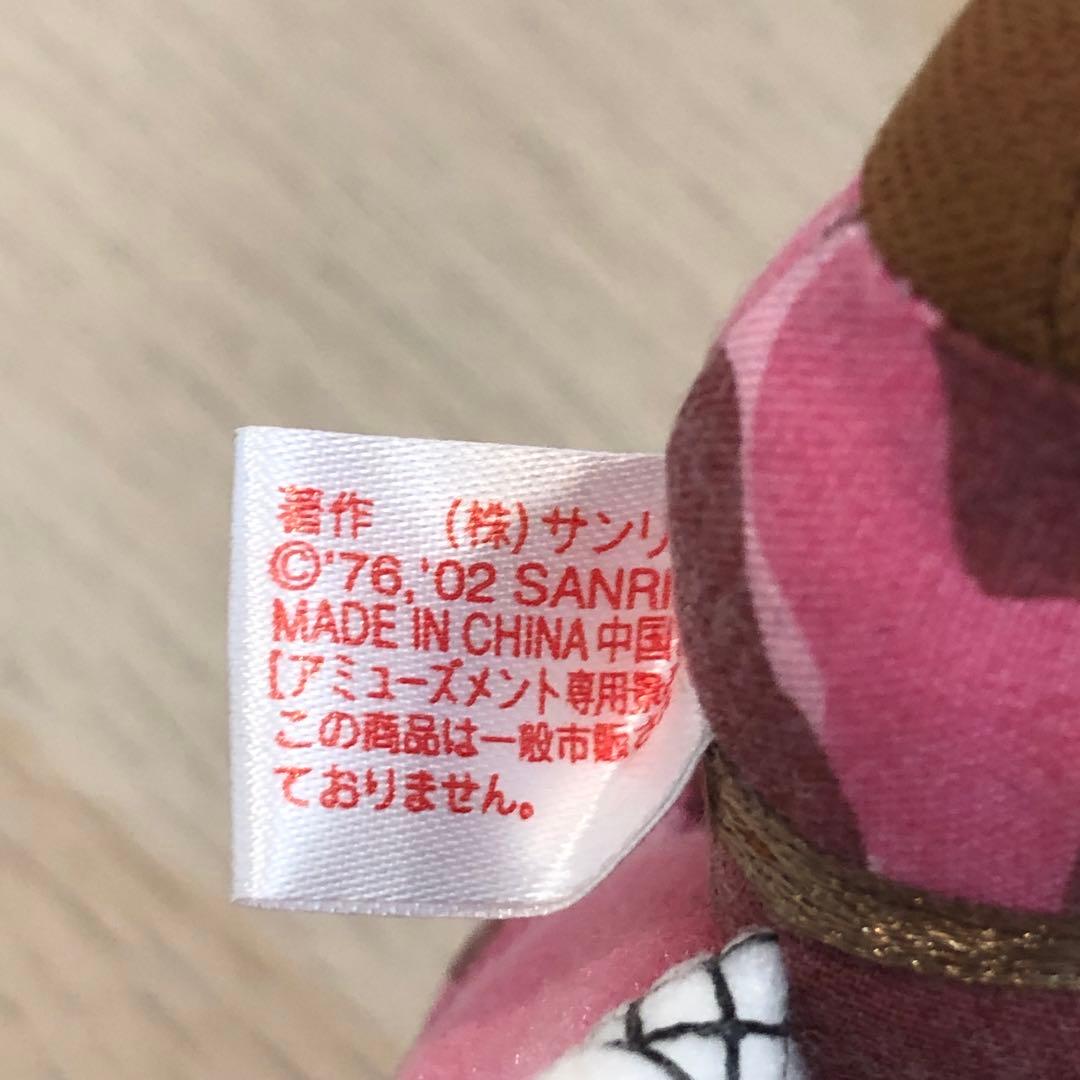 著作 (株)サンリ
©'76,'02 SANRI
MADE IN CHINA 中国
【アミューズメント専用景
この商品は一般市販
ておりません。